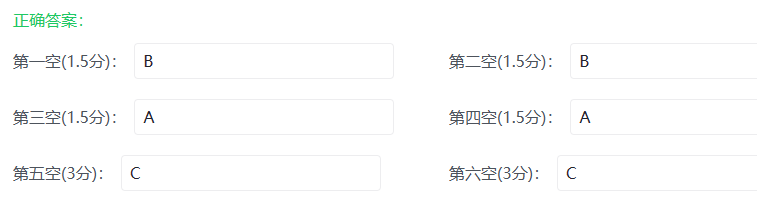 正确答案：
第一空(1.5分)： B 第二空(1.5分)： B
第三空(1.5分)： A 第四空(1.5分)： A
第五空(3分)： C 第六空(3分)： C